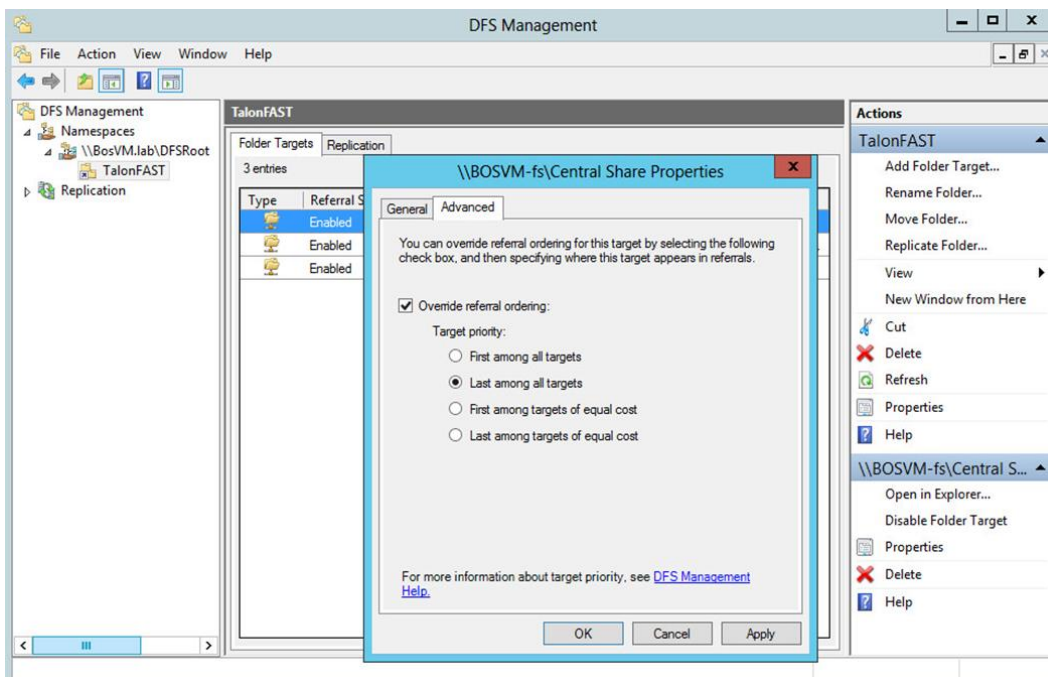 DFS Management
File Action View Window Help
DFS Management
Namespaces
\\BosVM.lab\DFSRoot
TalonFAST
Replication
TalonFAST
Folder Targets Replication
3 entries
Type Referral S
Enabled
Enabled
Enabled
\\BOSVM-fs\Central Share Properties
General Advanced
You can override referral ordering for this target by selecting the following
check box, and then specifying where this target appears in referrals.
Override referral ordering:
Target priority:
First among all targets
Last among all targets
First among targets of equal cost
Last among targets of equal cost
For more information about target priority, see DFS Management
Help.
OK Cancel Apply
Actions
TalonFAST
Add Folder Target...
Rename Folder...
Move Folder...
Replicate Folder...
View
New Window from Here
Cut
Delete
Refresh
Properties
Help
\\BOSVM-fs\Central S...
Open in Explorer...
Disable Folder Target
Properties
Delete
Help